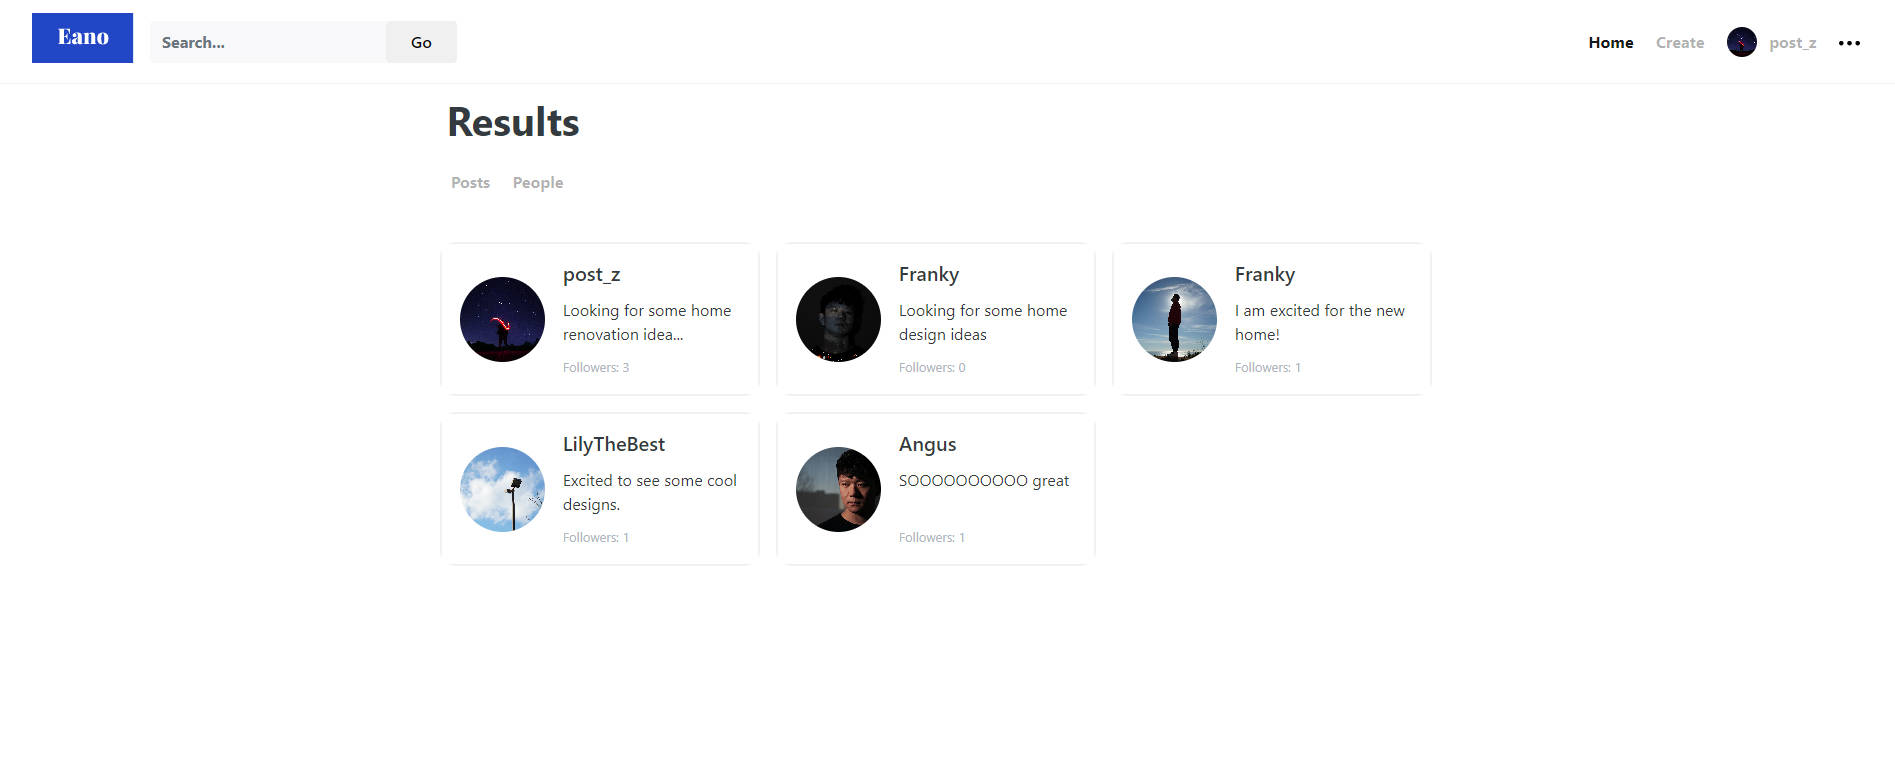 Eano
Search...
Go
Home
Create
post_z
Results
Posts
People
post_z
Looking for some home
renovation idea...
Followers: 3
Franky
Looking for some home
design ideas
Followers: 0
Franky
I am excited for the new
home!
Followers: 1
LilyTheBest
Excited to see some cool
designs.
Followers: 1
Angus
SOOOOOOOOOO great
Followers: 1